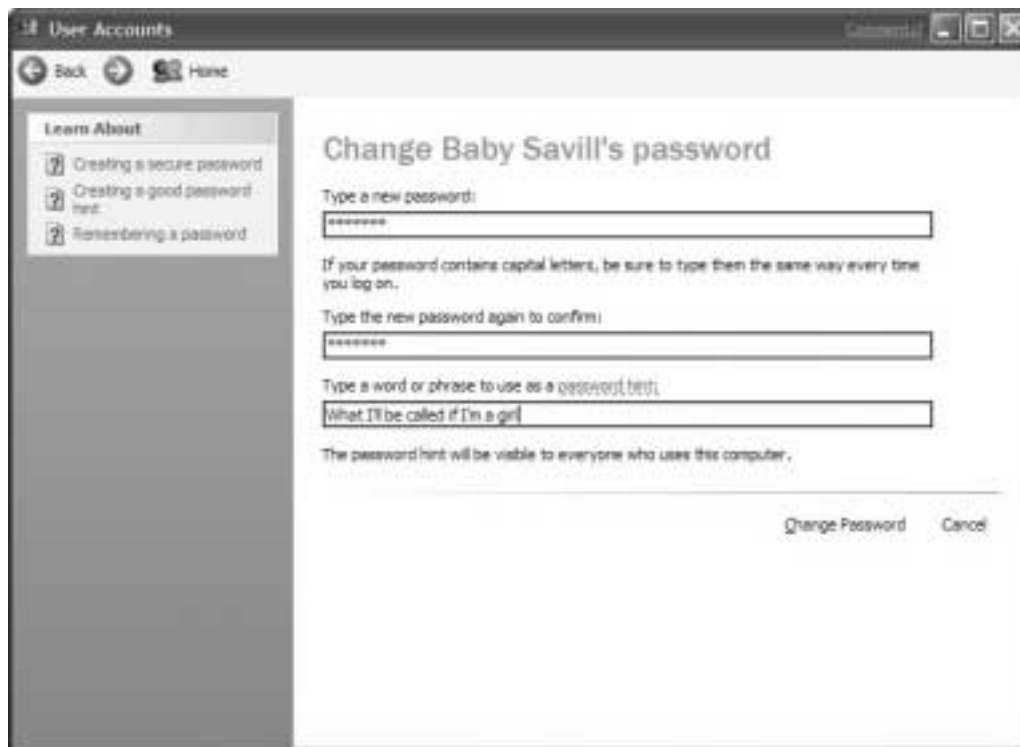 User Accounts
Comments!
Back Home
Learn About
Creating a secure password
Creating a good password
hint
Remembering a password
Change Baby Savill's password
Type a new password:
*******
If your password contains capital letters, be sure to type them the same way every time
you log on.
Type the new password again to confirm:
*******
Type a word or phrase to use as a password hint:
What I'll be called if I'm a girl
The password hint will be visible to everyone who uses this computer.
Change Password Cancel